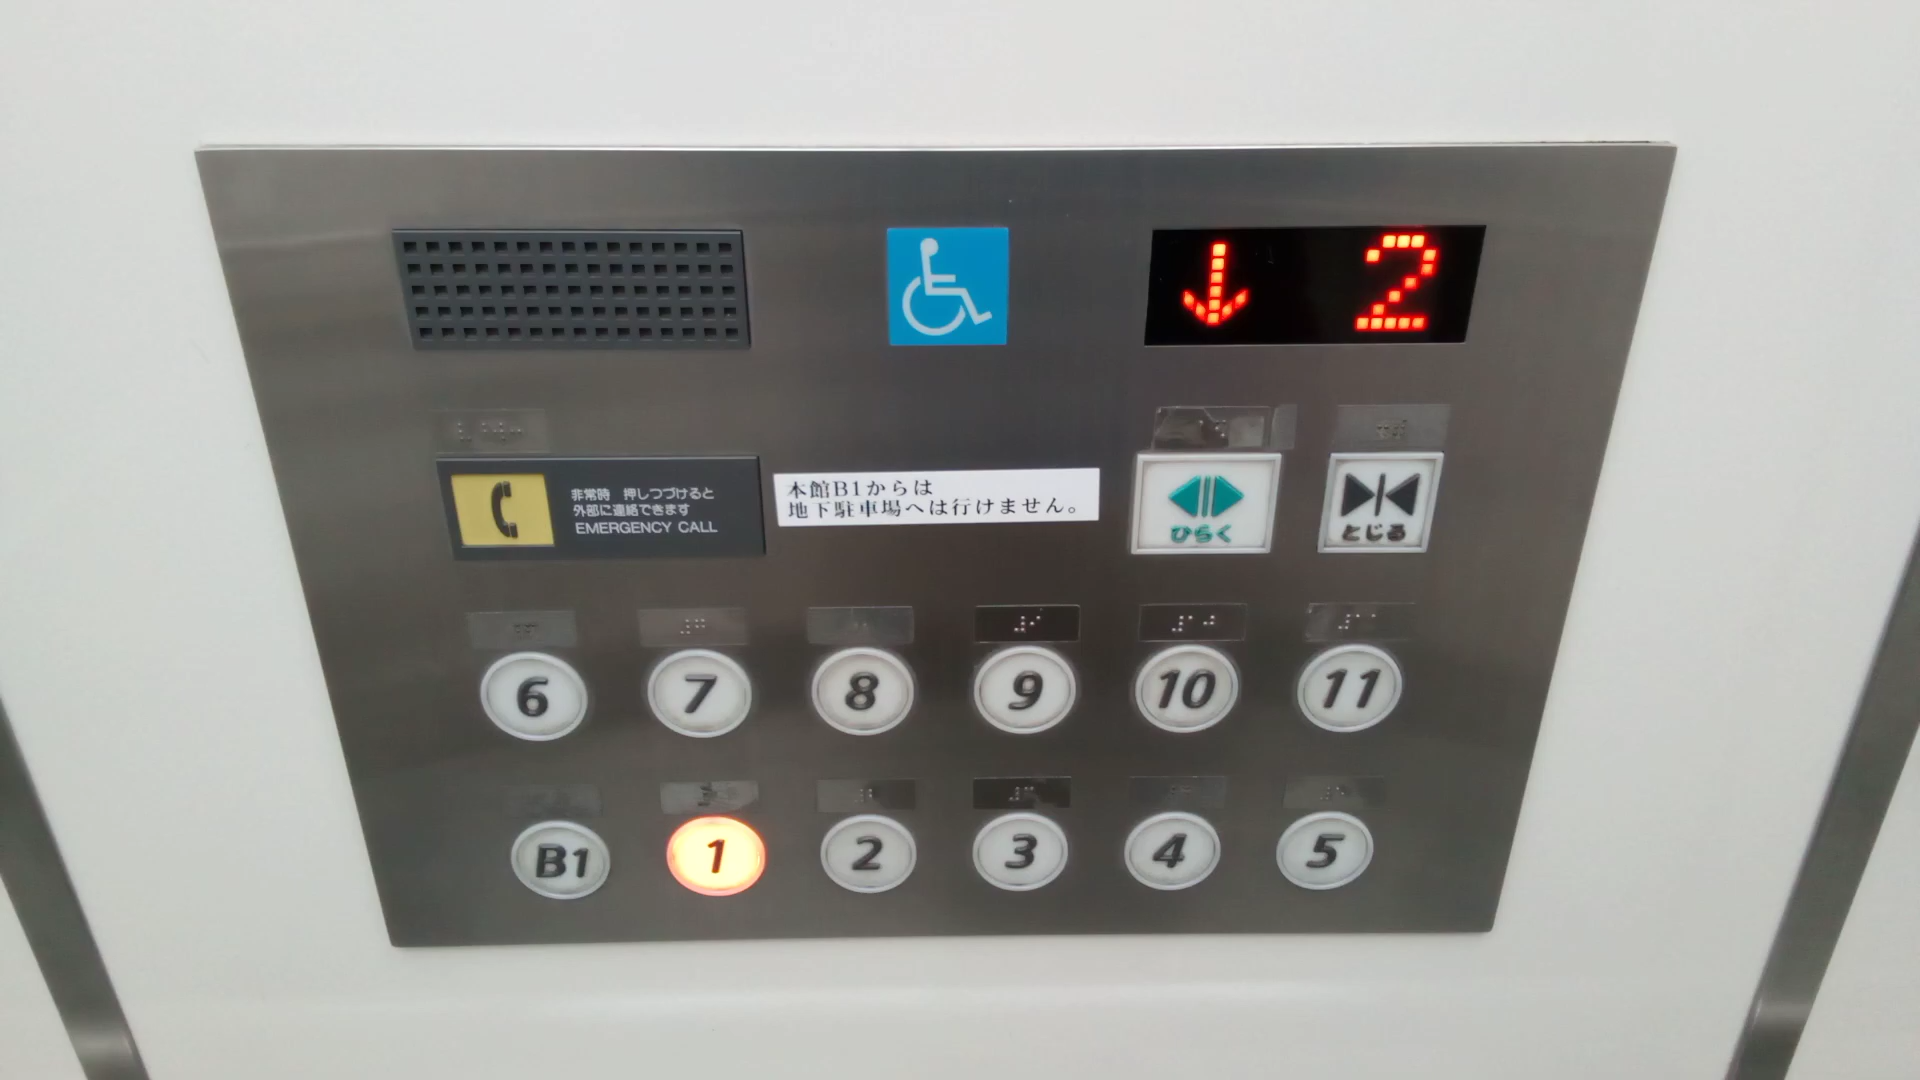 2
非常時 押しつづけると
外部に連絡できます
EMERGENCY CALL
本館B1からは
地下駐車場へは行けません。
ひらく
とじる
6 7 8 9 10 11
B1 1 2 3 4 5